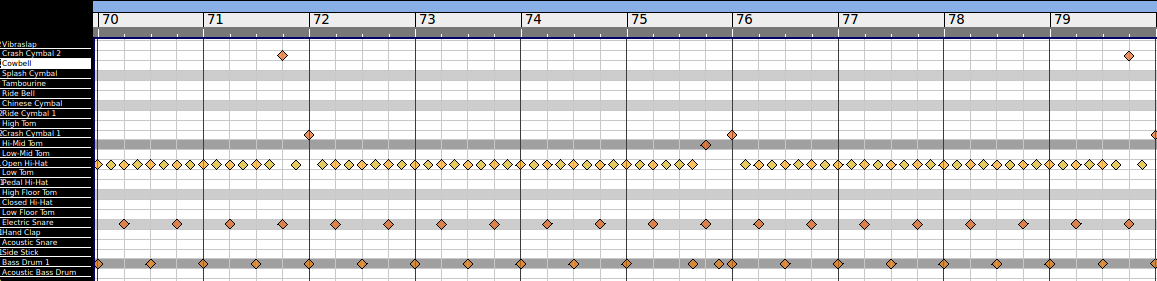 70 71 72 73 74 75 76 77 78 79
Vibraslap
Crash Cymbal 2
Cowbell
Splash Cymbal
Tambourine
Ride Bell
Chinese Cymbal
Ride Cymbal 1
High Tom
Crash Cymbal 1
Hi-Mid Tom
Low-Mid Tom
Open Hi-Hat
Low Tom
Pedal Hi-Hat
High Floor Tom
Closed Hi-Hat
Low Floor Tom
Electric Snare
Hand Clap
Acoustic Snare
Side Stick
Bass Drum 1
Acoustic Bass Drum